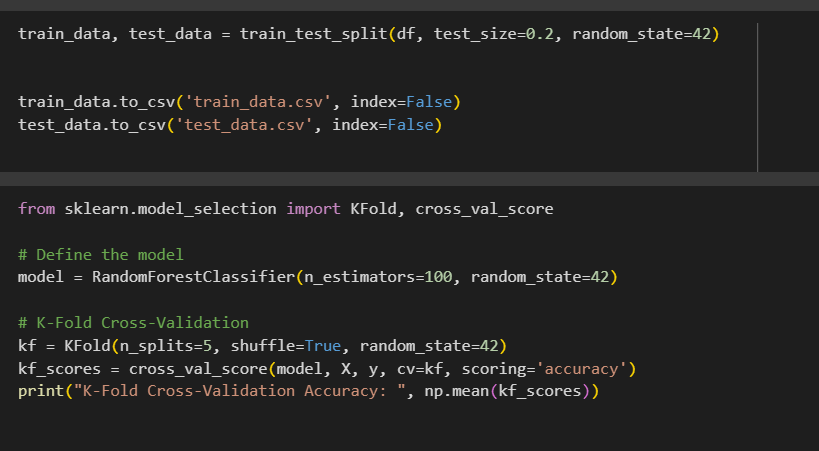 train_data, test_data = train_test_split(df, test_size=0.2, random_state=42)
train_data.to_csv('train_data.csv', index=False)
test_data.to_csv('test_data.csv', index=False)
from sklearn.model_selection import KFold, cross_val_score
# Define the model
model = RandomForestClassifier(n_estimators=100, random_state=42)
# K-Fold Cross-Validation
kf = KFold(n_splits=5, shuffle=True, random_state=42)
kf_scores = cross_val_score(model, X, y, cv=kf, scoring='accuracy')
print("K-Fold Cross-Validation Accuracy: ", np.mean(kf_scores))